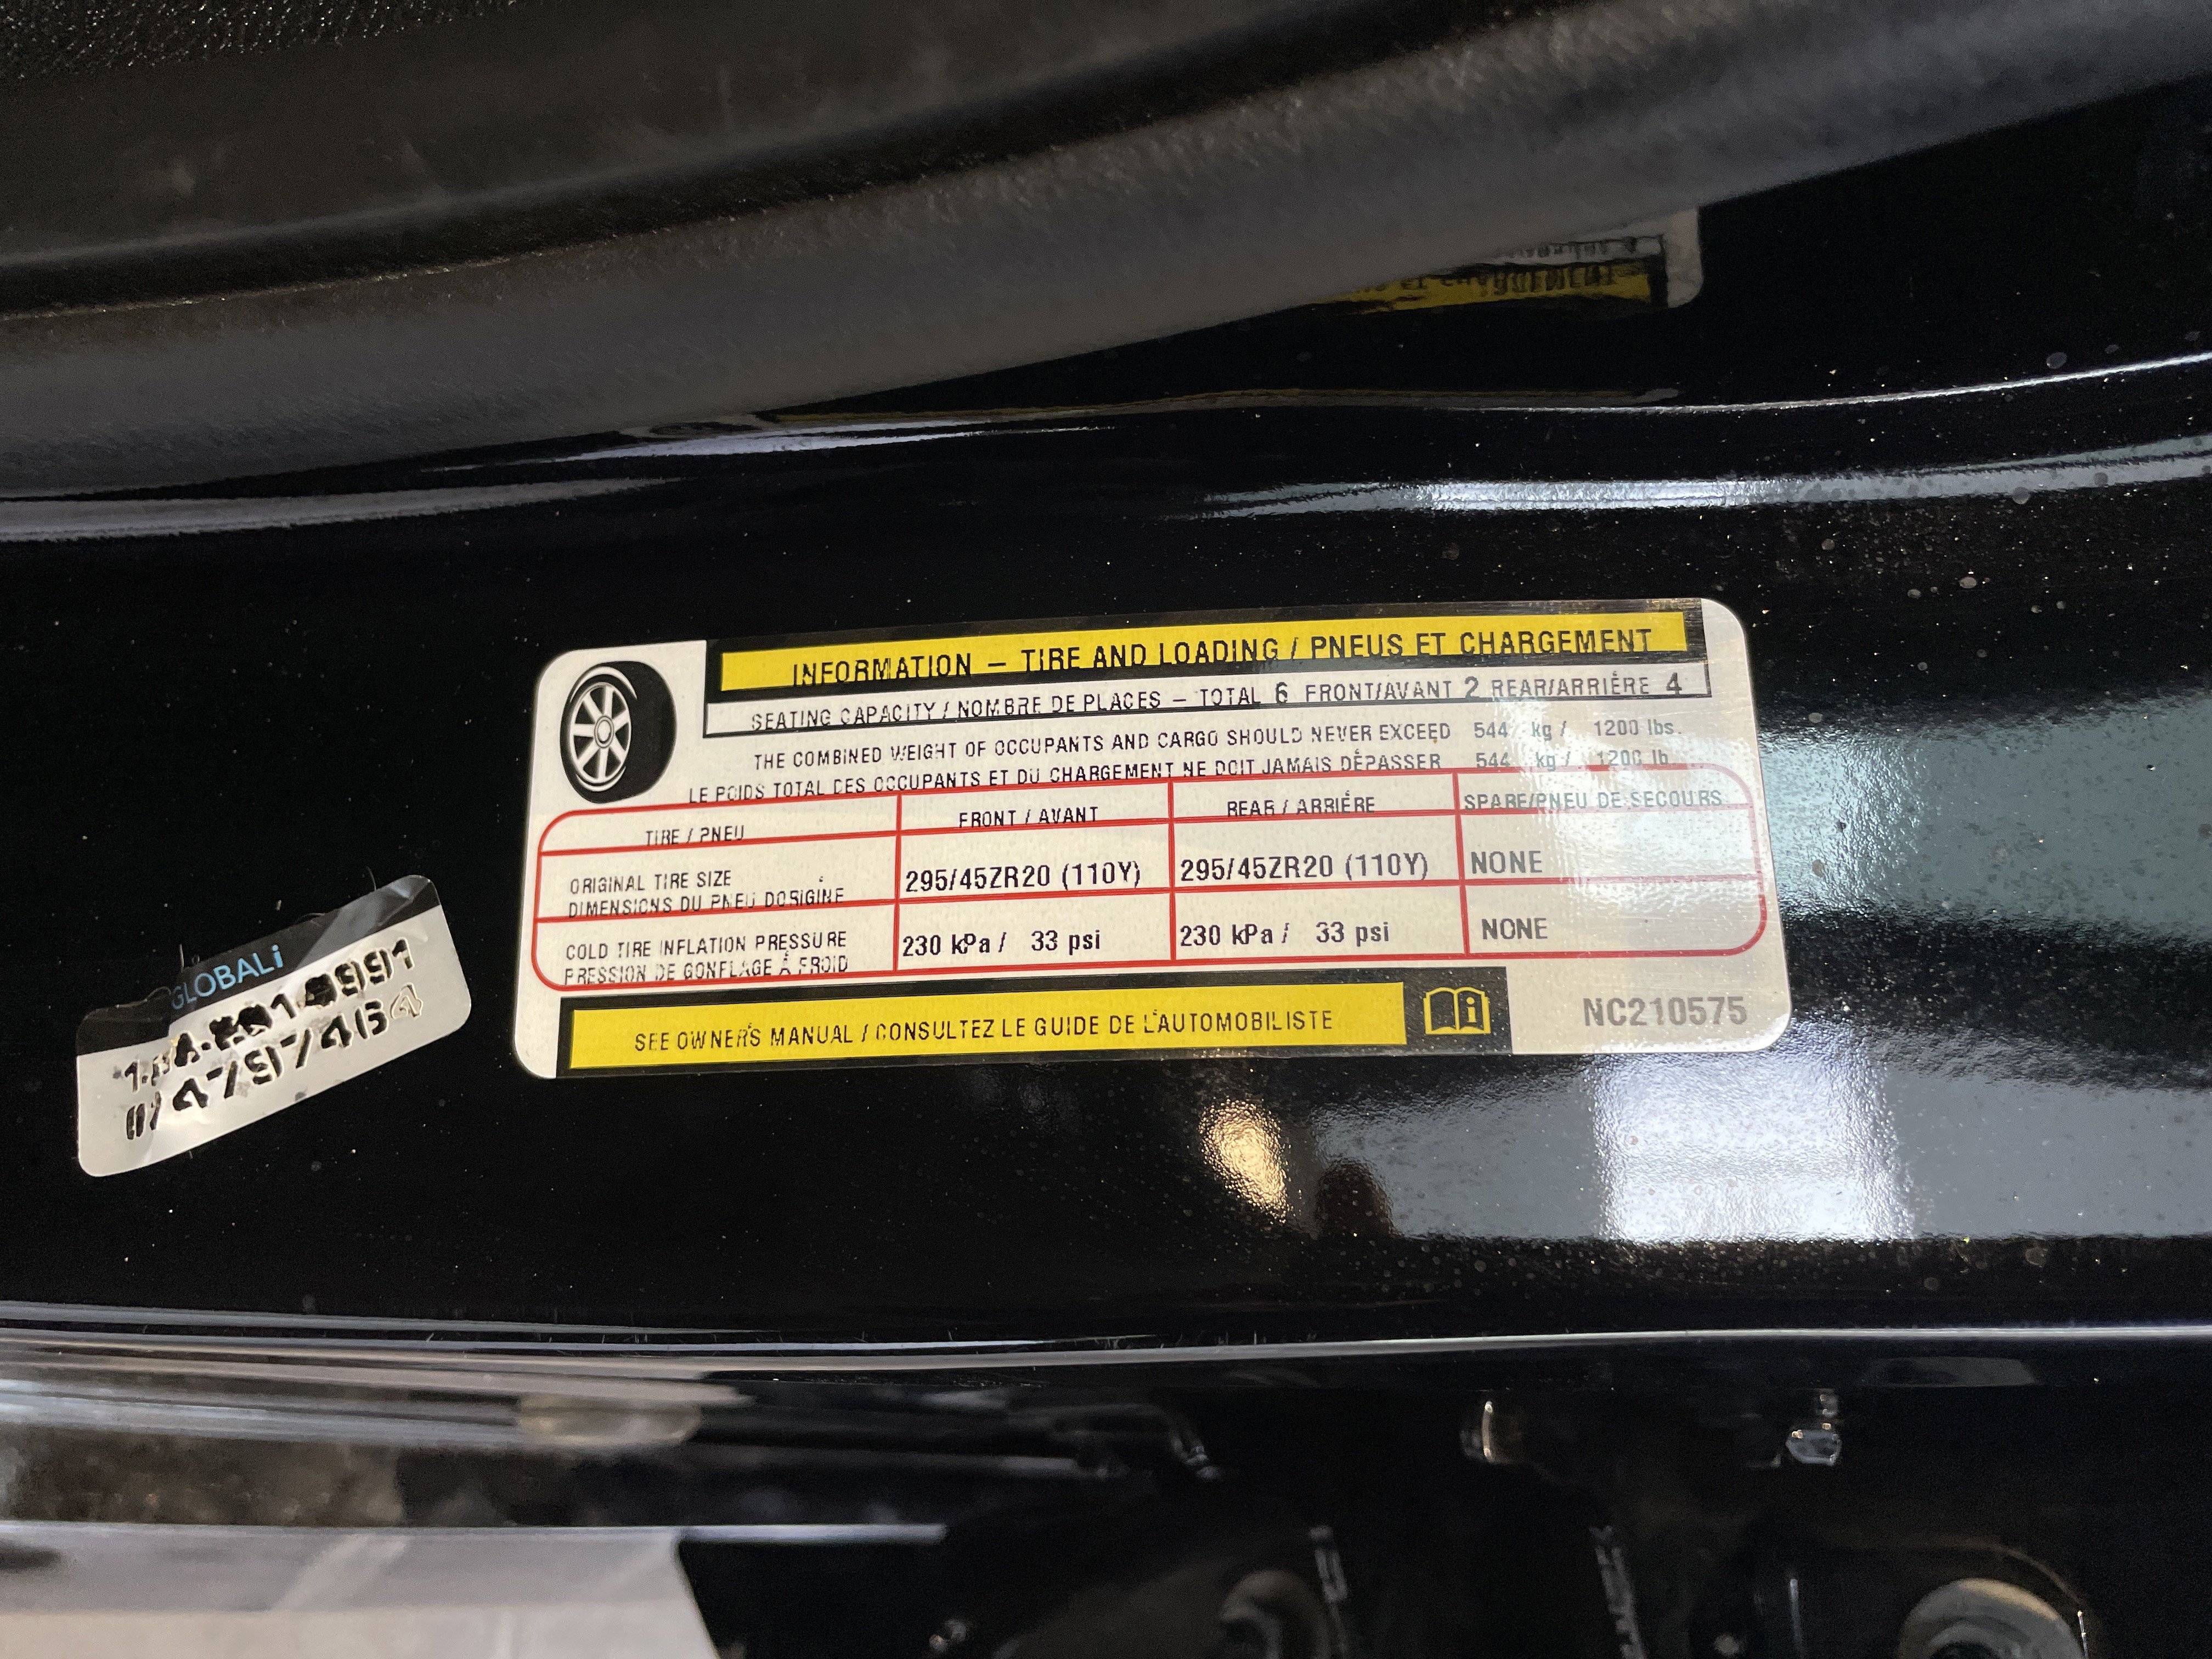 INFORMATION – TIRE AND LOADING / PNEUS ET CHARGEMENT
SEATING CAPACITY / NOMBRE DE PLACES – TOTAL 6 FRONT/AVANT 2 REAR/ARRIÈRE 4
THE COMBINED WEIGHT OF OCCUPANTS AND CARGO SHOULD NEVER EXCEED 544 kg / 1200 lbs.
LE POIDS TOTAL DES OCCUPANTS ET DU CHARGEMENT NE DOIT JAMAIS DÉPASSER 544 kg / 1200 lb
TIRE / PNEU FRONT / AVANT REAR / ARRIÈRE SPARE/PNEU DE SECOURS
ORIGINAL TIRE SIZE
DIMENSIONS DU PNEU D'ORIGINE
295/45ZR20 (110Y) 295/45ZR20 (110Y) NONE
COLD TIRE INFLATION PRESSURE
PRESSION DE GONFLAGE À FROID
230 kPa / 33 psi 230 kPa / 33 psi NONE
SEE OWNER'S MANUAL / CONSULTEZ LE GUIDE DE L'AUTOMOBILISTE
NC210575
GLOBALi